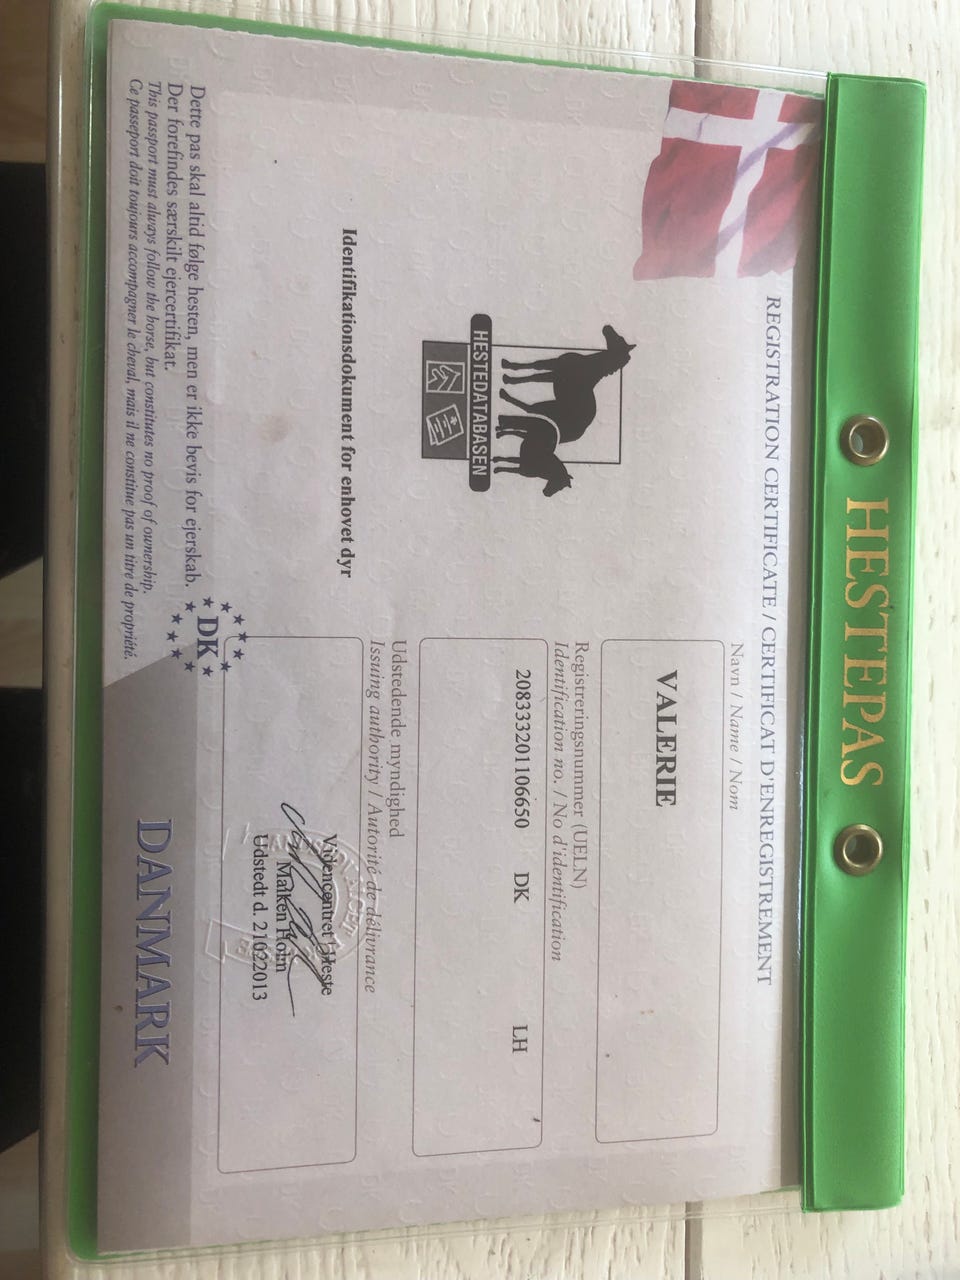 HESTEPAS
REGISTRATION CERTIFICATE / CERTIFICAT D'ENREGISTREMENT
Navn / Name / Nom
VALERIE
Registreringsnummer (UELN)
Identification no. / No d'identification
208333201106650 DK LH
HESTEDATABASEN
Udstedende myndighed
Issuing authority / Autorité de délivrance
Identifikationsdokument for enhovet dyr
Videncentret Heste
Maiken Holm
Udstedt d. 21022013
Dette pas skal altid følge hesten, men er ikke bevis for ejerskab.
Der forefindes særskilt ejercertifikat.
This passport must always follow the horse, but constitutes no proof of ownership.
Ce passeport doit toujours accompagner le cheval, mais il ne constitue pas un titre de propriété.
DK
DANMARK